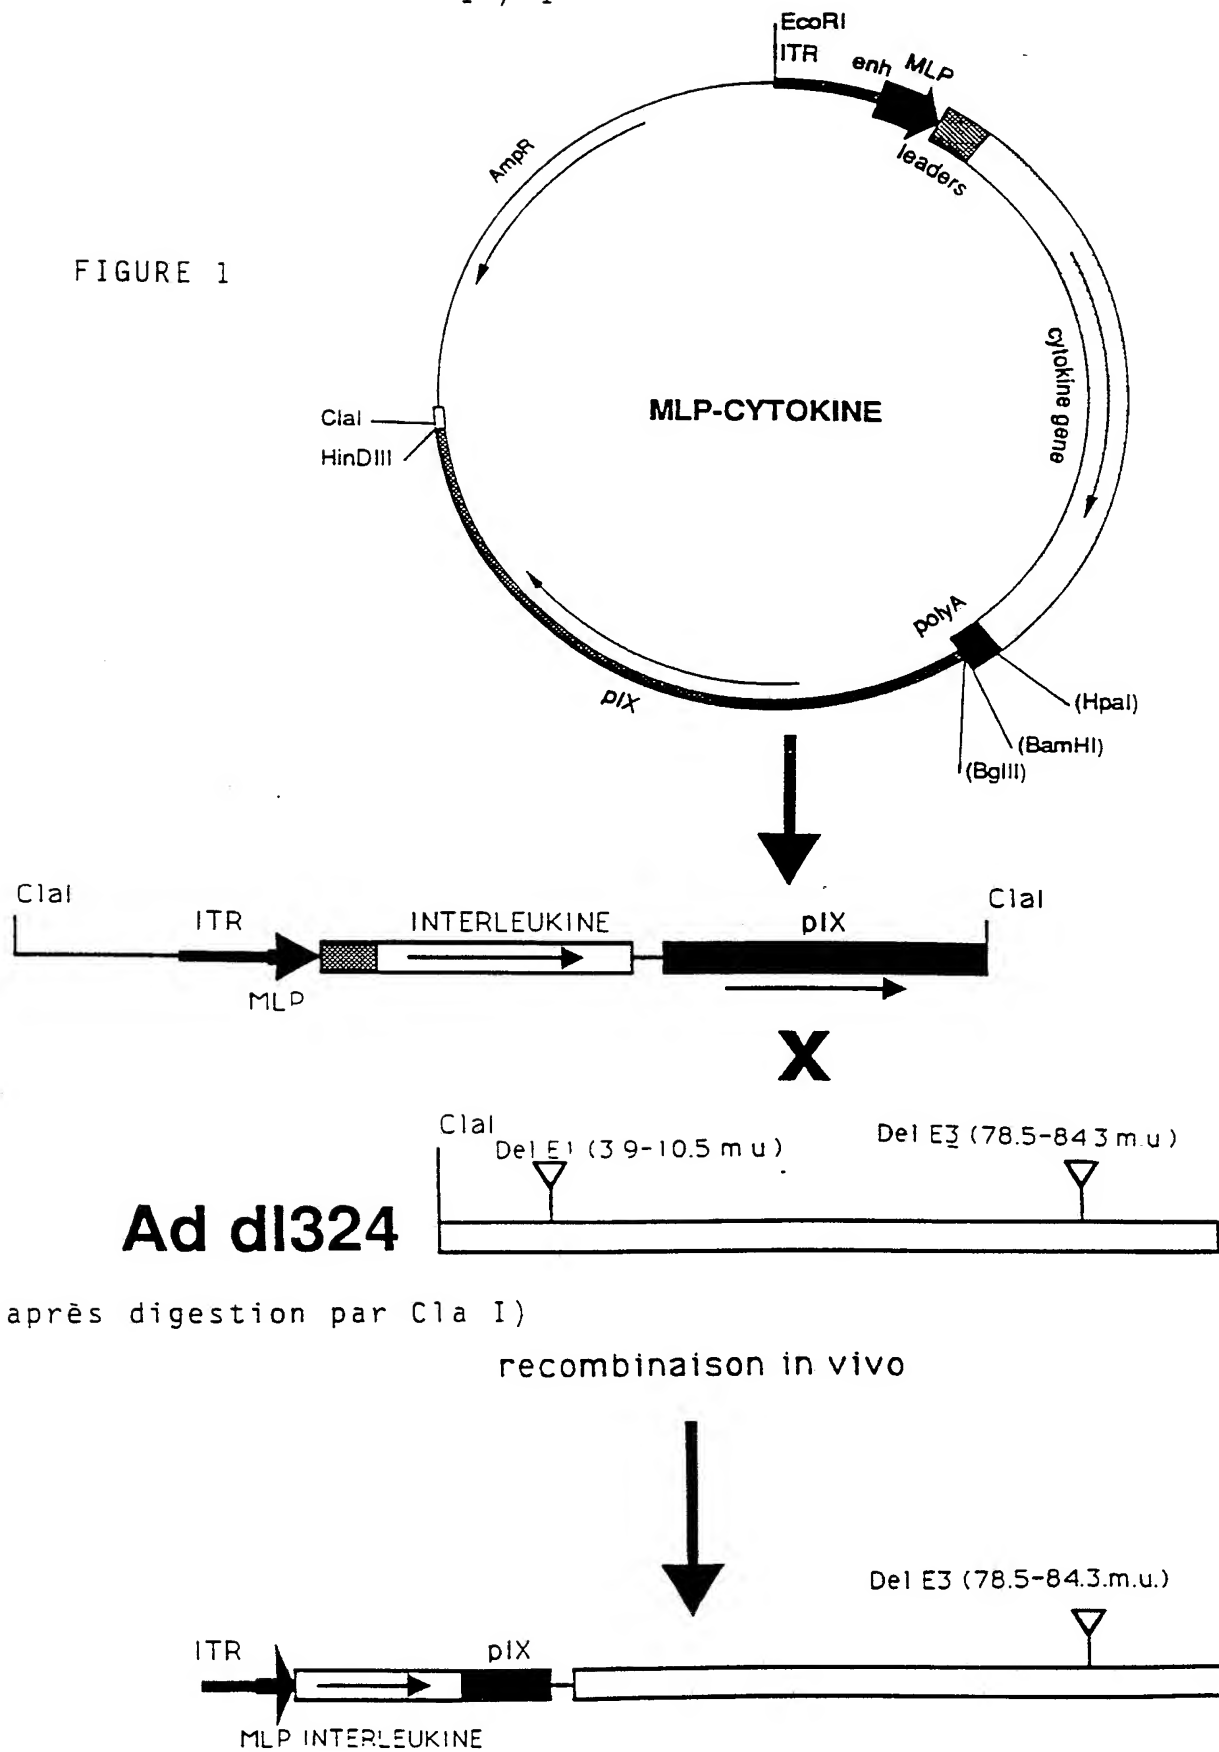 EcoRI
ITR
enh MLP
leaders
AmpR
FIGURE 1
cytokine gene
ClaI
HinDIII
MLP-CYTOKINE
polyA
pIX
(HpaI)
(BamHI)
(BglII)
ClaI
ClaI
ITR
INTERLEUKINE
pIX
MLP
X
ClaI
Del E1 (3 9-10.5 m u)
Del E3 (78.5-84 3 m.u)
Ad dl324
après digestion par Cla I)
recombinaison in vivo
Del E3 (78.5-84.3.m.u.)
ITR
pIX
MLP INTERLEUKINE